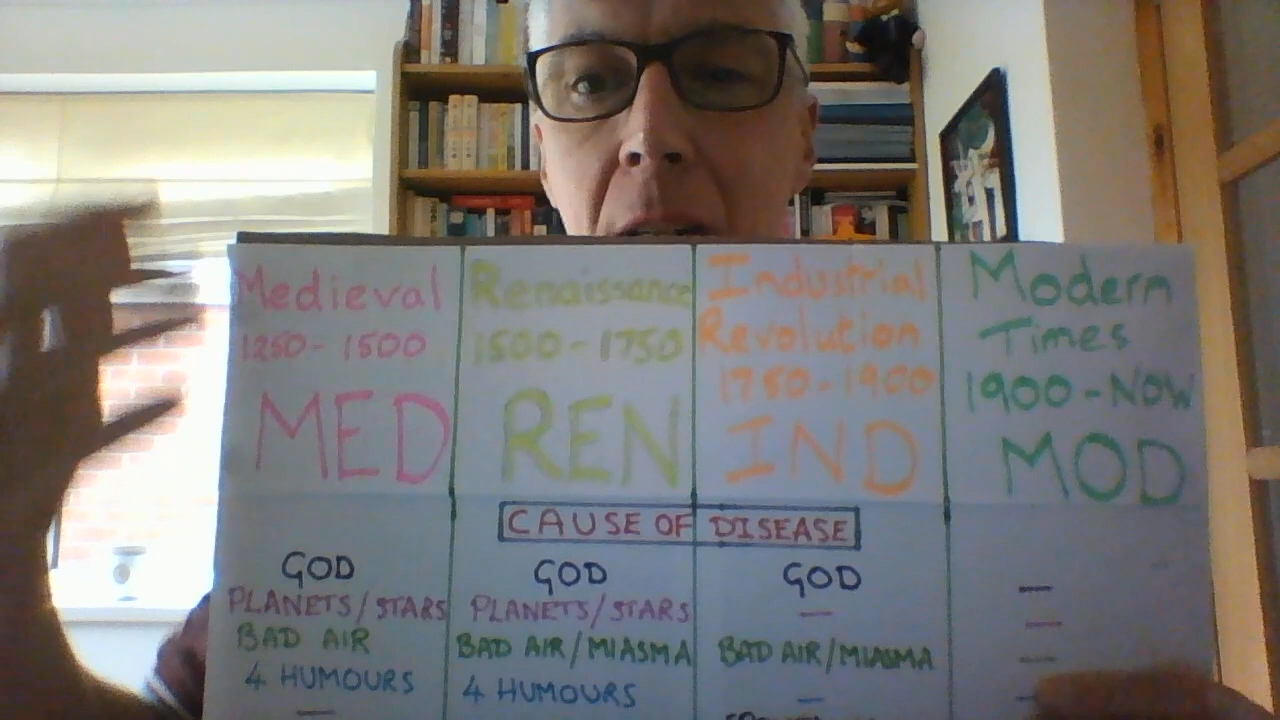 Medieval
1250 - 1500
MED
Renaissance
1500 - 1750
REN
Industrial
Revolution
1750 - 1900
IND
Modern
Times
1900 - NOW
MOD
CAUSE OF DISEASE
GOD
PLANETS/STARS
BAD AIR
4 HUMOURS
—
GOD
PLANETS/STARS
BAD AIR/MIASMA
4 HUMOURS
GOD
—
BAD AIR/MIASMA
—
—
—
—
—